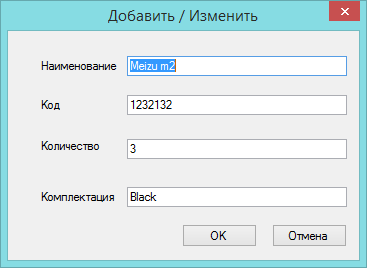 Добавить / Изменить
Наименование Meizu m2
Код 1232132
Количество 3
Комплектация Black
OK Отмена